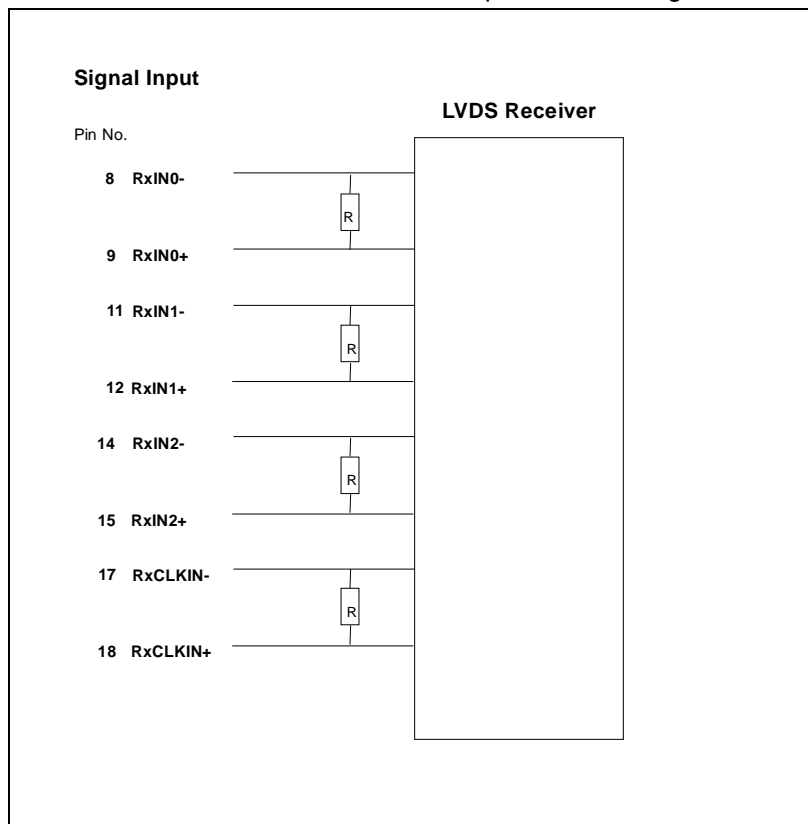 Signal Input
LVDS Receiver
Pin No.
8 RxIN0-
R
9 RxIN0+
11 RxIN1-
R
12 RxIN1+
14 RxIN2-
R
15 RxIN2+
17 RxCLKIN-
R
18 RxCLKIN+